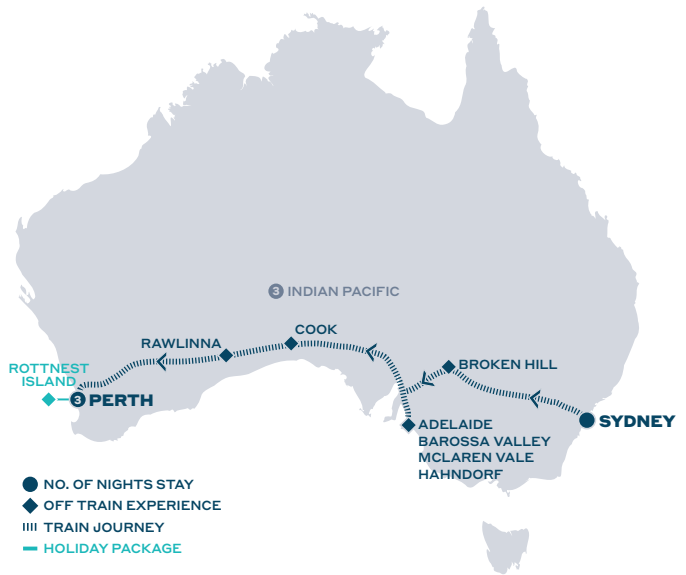 3 INDIAN PACIFIC
COOK
RAWLINNA
ROTTNEST
ISLAND
3 PERTH
BROKEN HILL
SYDNEY
ADELAIDE
BAROSSA VALLEY
MCLAREN VALE
HAHNDORF
NO. OF NIGHTS STAY
OFF TRAIN EXPERIENCE
TRAIN JOURNEY
HOLIDAY PACKAGE